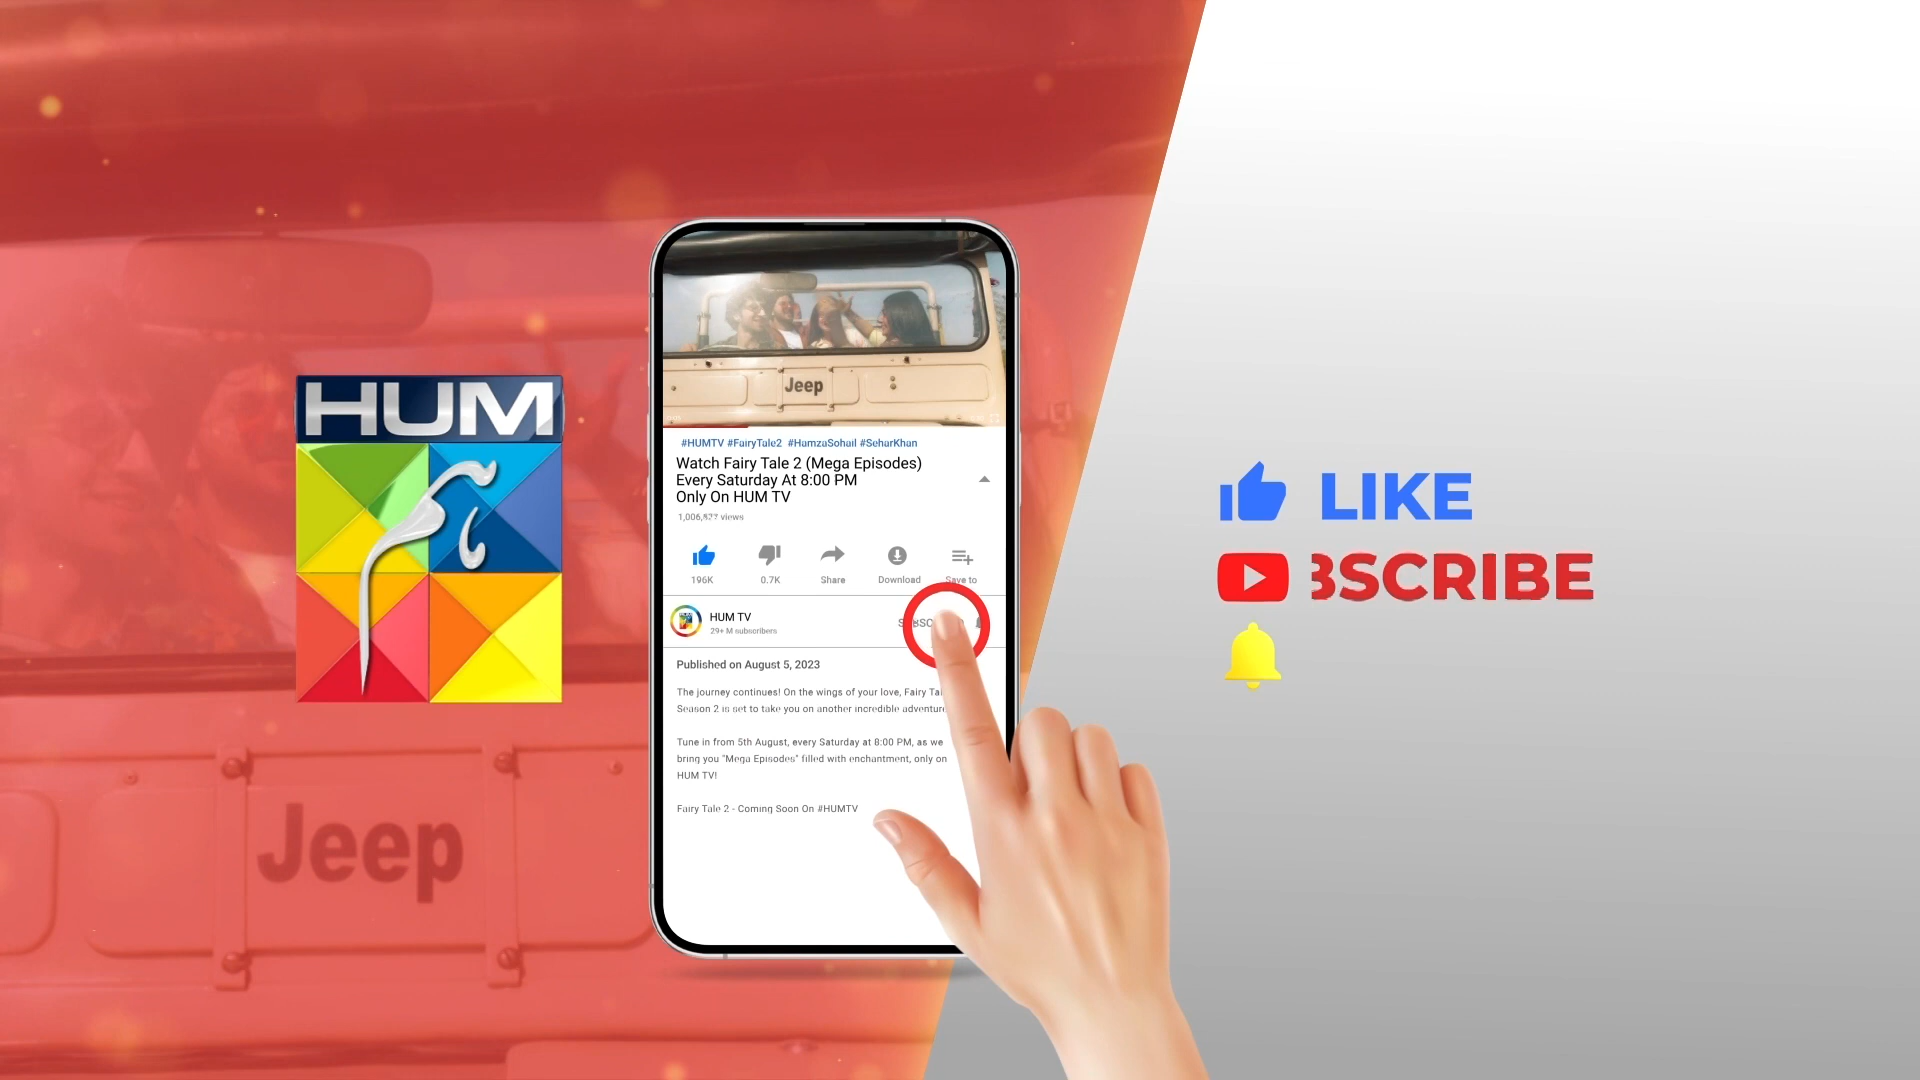 HUM
Jeep
Jeep
#HUMTV #FairyTale2 #HamzaSohail #SeharKhan
Watch Fairy Tale 2 (Mega Episodes)
Every Saturday At 8:00 PM
Only On HUM TV
views
196K
0.7K
Share
Download
Save to
HUM TV
29+ M subscribers
Published on August 5, 2023
The journey continues! On the wings of your love, Fairy
Season 2 is set to take you on another incredible
Tune in from 5th August, every Saturday at 8:00 PM, as we
bring you "Mega Episodes" filled with enchantment, only on
HUM TV!
Fairy Tale 2 - Coming Soon On #HUMTV
LIKE
BSCRIBE